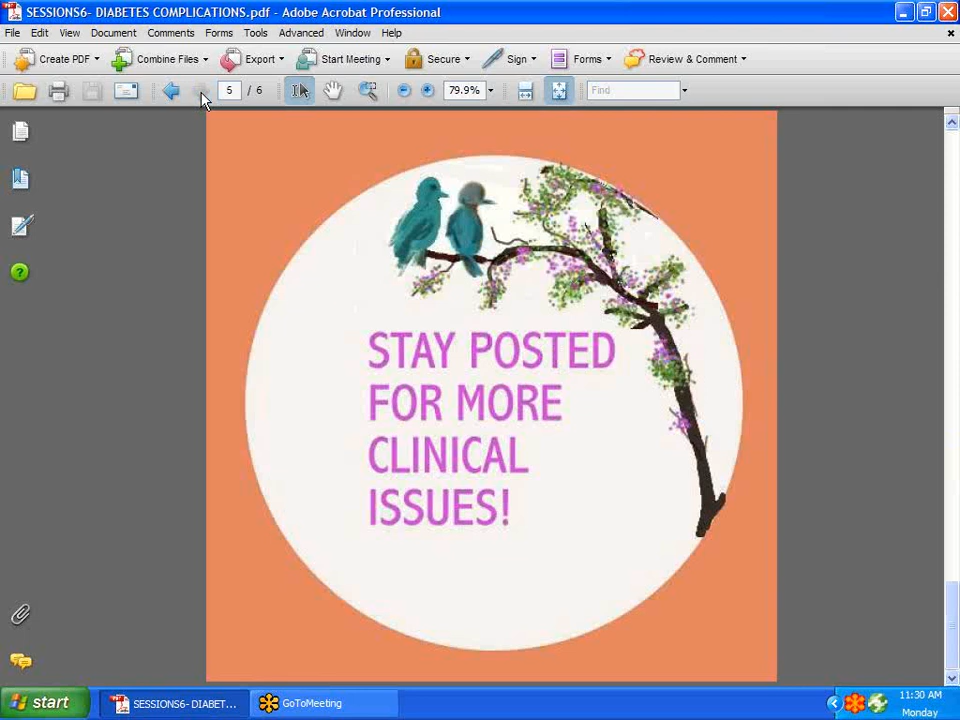 SESSIONS6- DIABETES COMPLICATIONS.pdf - Adobe Acrobat Professional
File Edit View Document Comments Forms Tools Advanced Window Help
Create PDF Combine Files Export Start Meeting Secure Sign Forms Review & Comment
5 / 6 79.9% Find
STAY POSTED
FOR MORE
CLINICAL
ISSUES!
start SESSIONS6- DIABET... GoToMeeting 11:30 AM
Monday